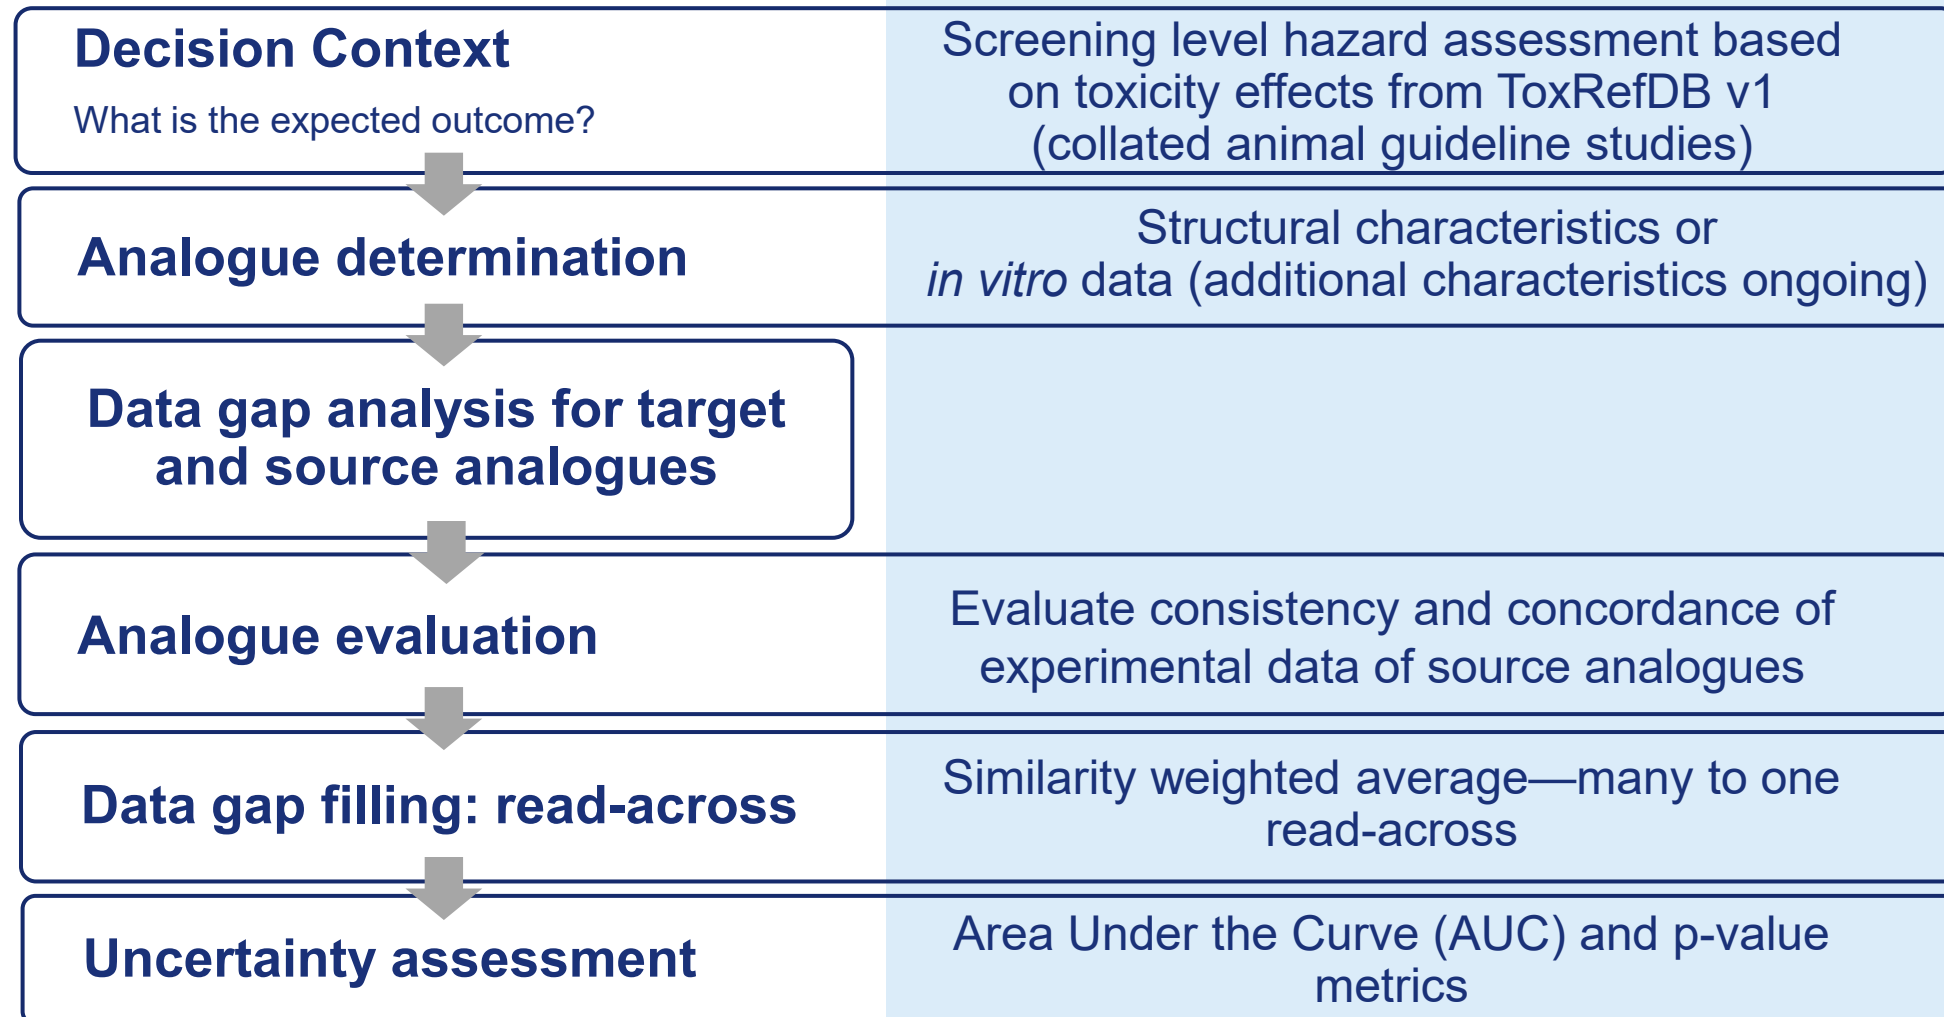 Decision Context
What is the expected outcome?
Screening level hazard assessment based
on toxicity effects from ToxRefDB v1
(collated animal guideline studies)
Analogue determination
Structural characteristics or
in vitro data (additional characteristics ongoing)
Data gap analysis for target
and source analogues
Analogue evaluation
Evaluate consistency and concordance of
experimental data of source analogues
Data gap filling: read-across
Similarity weighted average—many to one
read-across
Uncertainty assessment
Area Under the Curve (AUC) and p-value
metrics